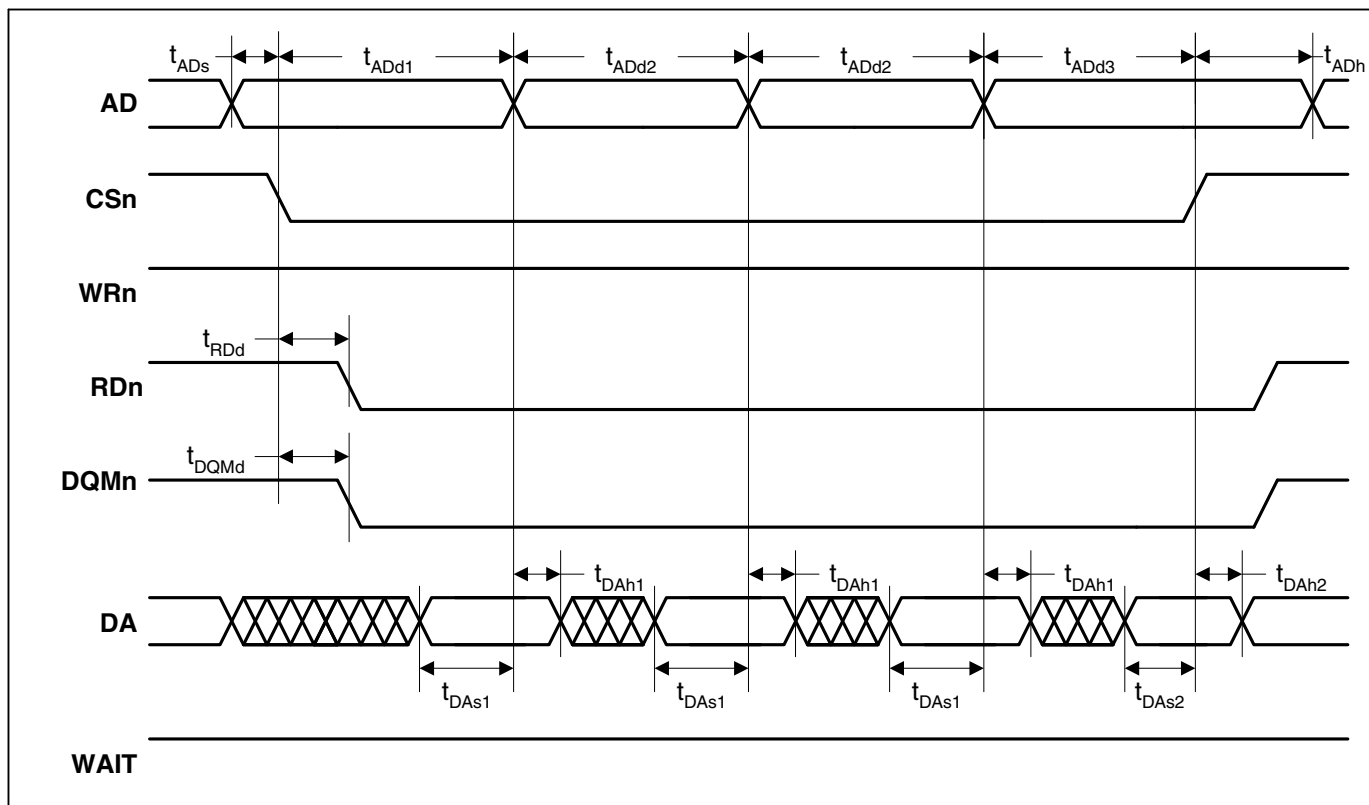 tADs tADd1 tADd2 tADd2 tADd3 tADh
AD
CSn
WRn
tRDd
RDn
tDQMd
DQMn
tDAh1 tDAh1 tDAh1 tDAh2
DA
tDAs1 tDAs1 tDAs1 tDAs2
WAIT